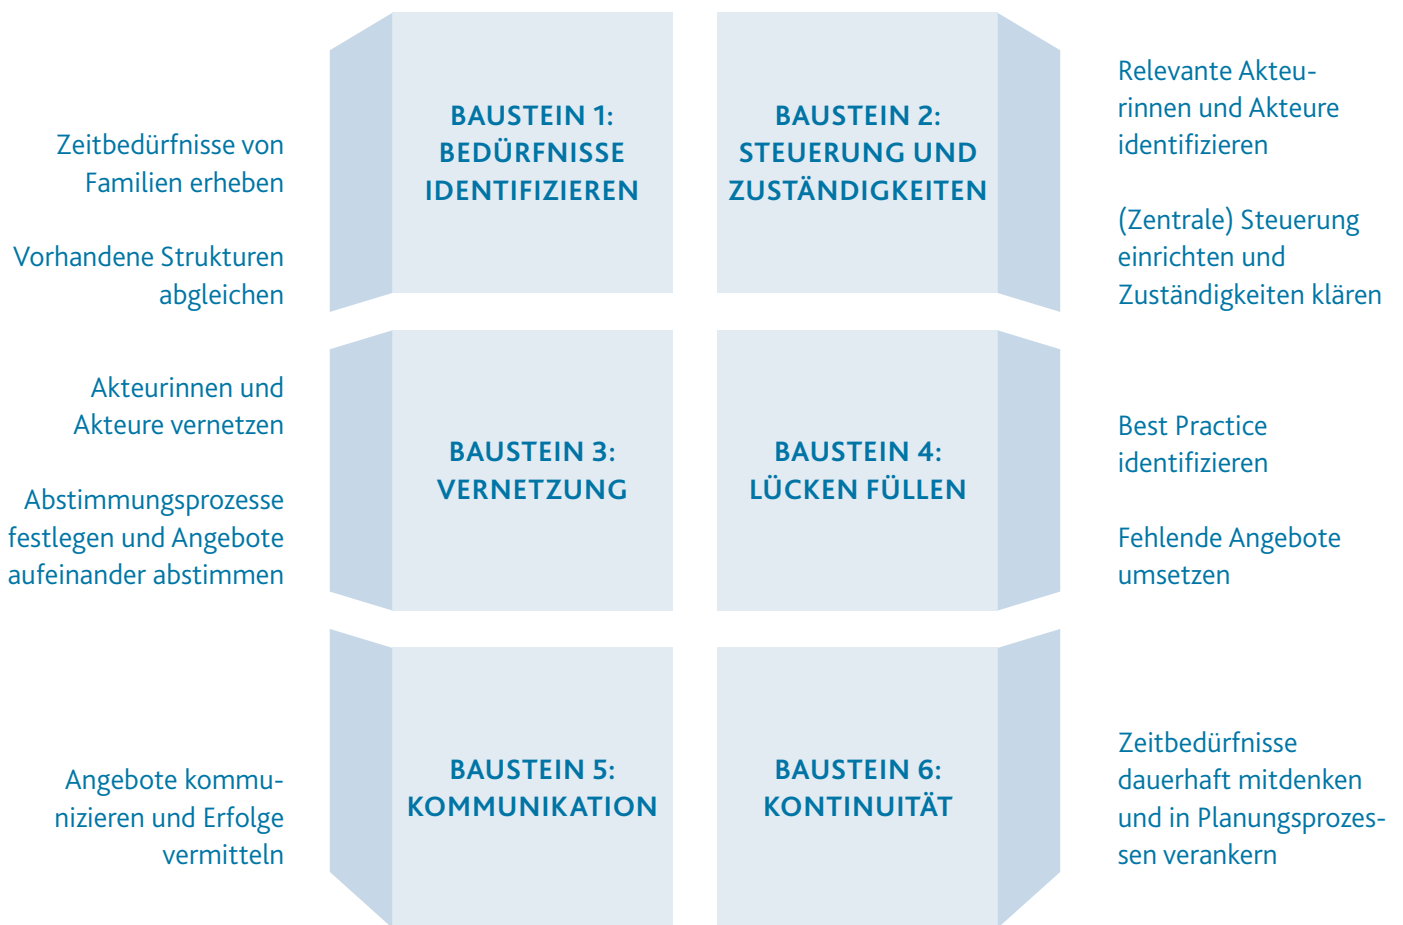 Zeitbedürfnisse von
Familien erheben
Vorhandene Strukturen
abgleichen
BAUSTEIN 1:
BEDÜRFNISSE
IDENTIFIZIEREN
BAUSTEIN 2:
STEUERUNG UND
ZUSTÄNDIGKEITEN
Relevante Akteu-
rinnen und Akteure
identifizieren
(Zentrale) Steuerung
einrichten und
Zuständigkeiten klären
Akteurinnen und
Akteure vernetzen
Abstimmungsprozesse
festlegen und Angebote
aufeinander abstimmen
BAUSTEIN 3:
VERNETZUNG
BAUSTEIN 4:
LÜCKEN FÜLLEN
Best Practice
identifizieren
Fehlende Angebote
umsetzen
Angebote kommu-
nizieren und Erfolge
vermitteln
BAUSTEIN 5:
KOMMUNIKATION
BAUSTEIN 6:
KONTINUITÄT
Zeitbedürfnisse
dauerhaft mitdenken
und in Planungsprozes-
sen verankern